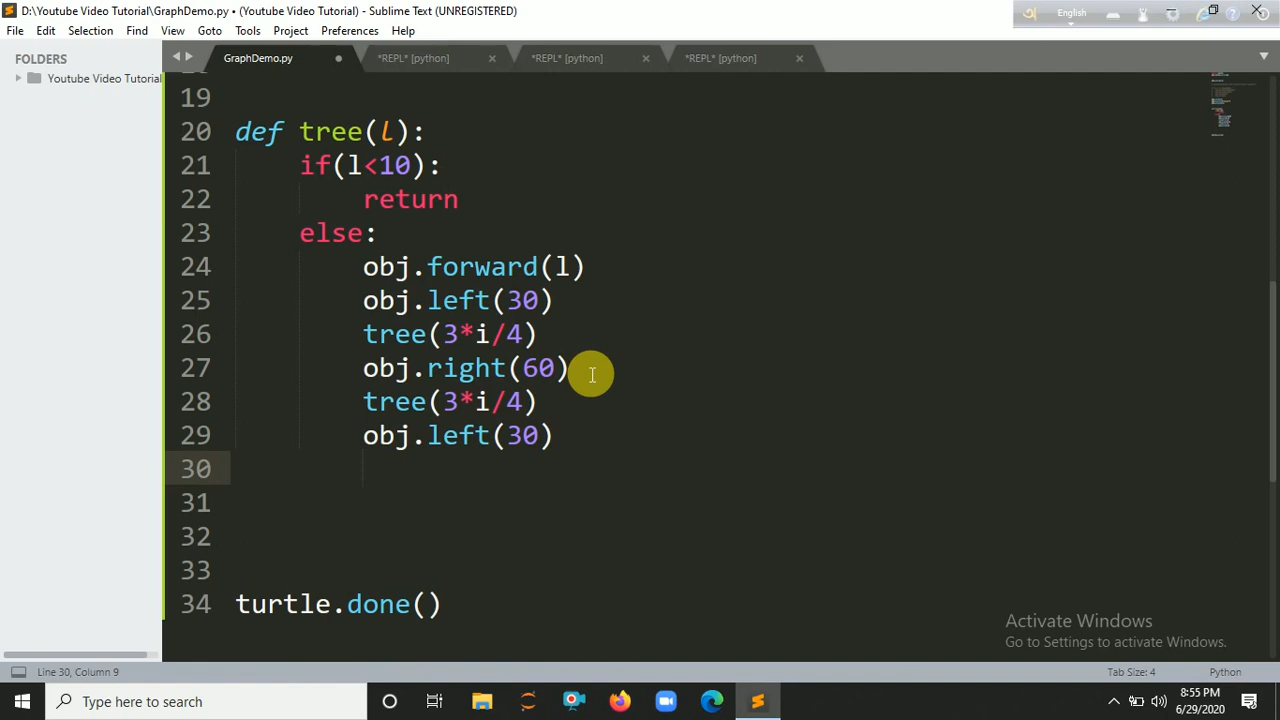 D:\Youtube Video Tutorial\GraphDemo.py • (Youtube Video Tutorial) - Sublime Text (UNREGISTERED)
English
File Edit Selection Find View Goto Tools Project Preferences Help
FOLDERS
Youtube Video Tutorial
GraphDemo.py
*REPL* [python]
*REPL* [python]
*REPL* [python]
19
20 def tree(l):
21 if(l<10):
22 return
23 else:
24 obj.forward(l)
25 obj.left(30)
26 tree(3*i/4)
27 obj.right(60)
28 tree(3*i/4)
29 obj.left(30)
30
31
32
33
34 turtle.done()
Activate Windows
Go to Settings to activate Windows.
Line 30, Column 9
Tab Size: 4
Python
Type here to search
8:55 PM
6/29/2020